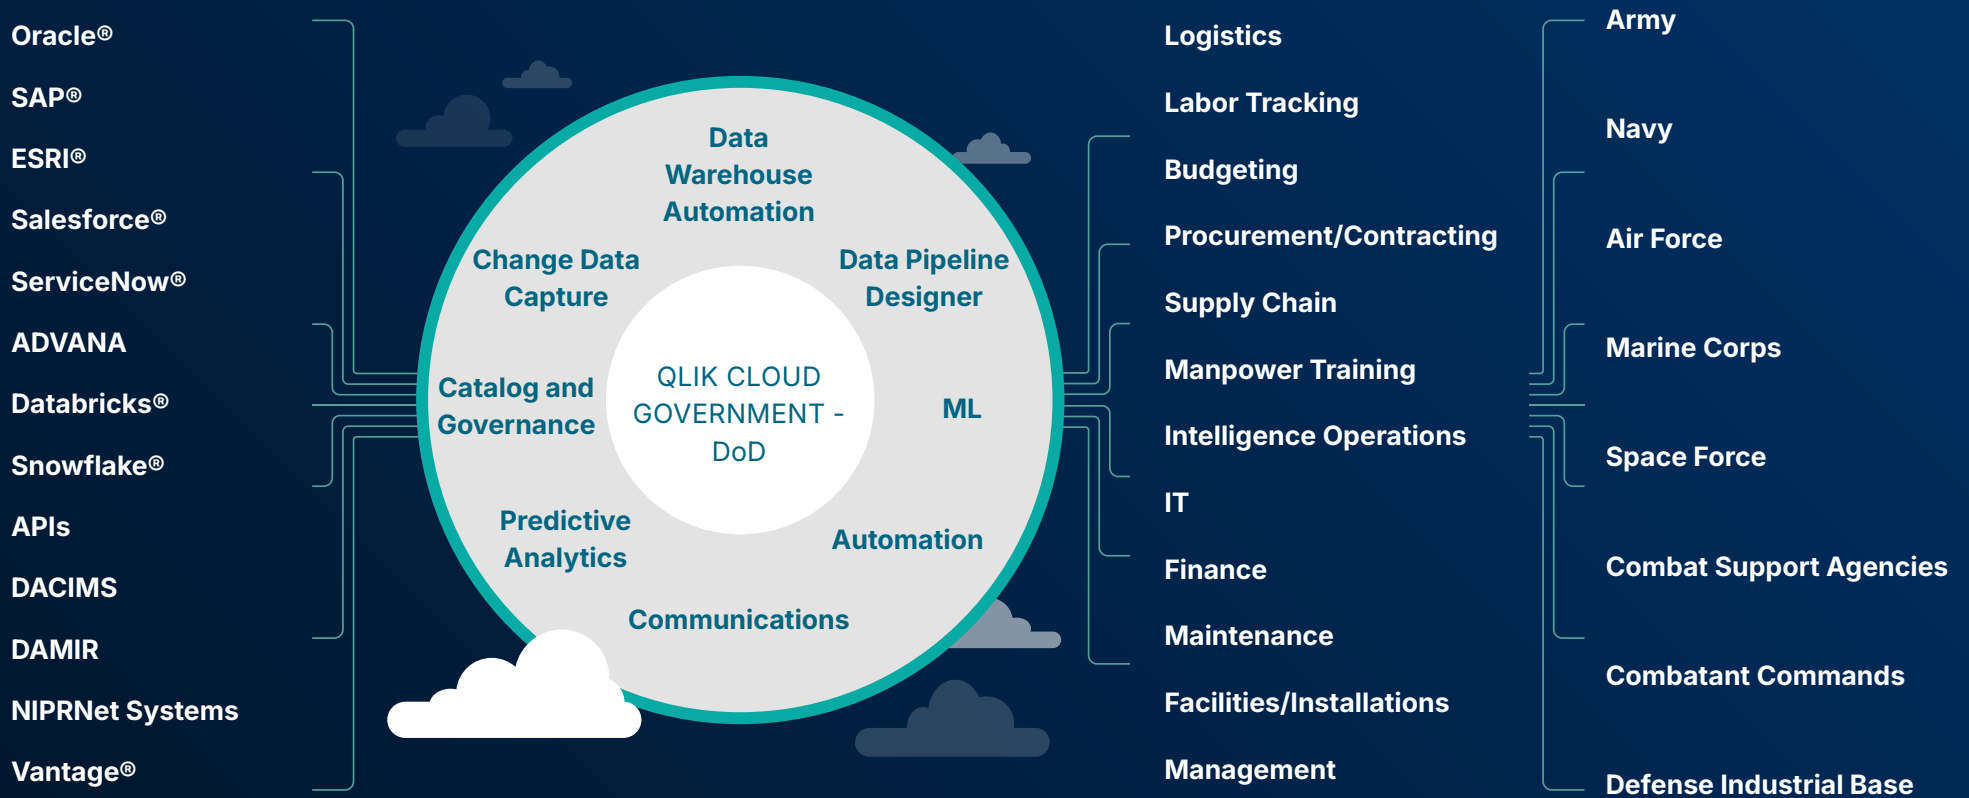 Oracle®
SAP®
ESRI®
Salesforce®
ServiceNow®
ADVANA
Databricks®
Snowflake®
APIs
DACIMS
DAMIR
NIPRNet Systems
Vantage®
Data
Warehouse
Automation
Change Data
Capture
Data Pipeline
Designer
Catalog and
Governance
QLIK CLOUD
GOVERNMENT -
DoD
ML
Predictive
Analytics
Automation
Communications
Logistics
Labor Tracking
Budgeting
Procurement/Contracting
Supply Chain
Manpower Training
Intelligence Operations
IT
Finance
Maintenance
Facilities/Installations
Management
Army
Navy
Air Force
Marine Corps
Space Force
Combat Support Agencies
Combatant Commands
Defense Industrial Base